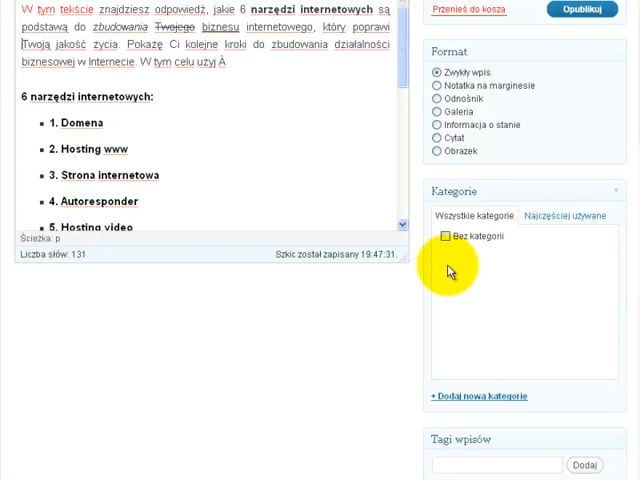 W tym tekście znajdziesz odpowiedź, jakie 6 narzędzi internetowych są
podstawą do zbudowania Twojego biznesu internetowego, który poprawi
Twoją jakość życia. Pokażę Ci kolejne kroki do zbudowania działalności
biznesowej w Internecie. W tym celu użyj À
6 narzędzi internetowych:
1. Domena
2. Hosting www
3. Strona internetowa
4. Autoresponder
5. Hosting video
Ścieżka: p
Liczba słów: 131
Szkic został zapisany 19:47:31.
Przenieś do kosza
Opublikuj
Format
Zwykły wpis
Notatka na marginesie
Odnośnik
Galeria
Informacja o stanie
Cytat
Obrazek
Kategorie
Wszystkie kategorie
Najczęściej używane
Bez kategorii
+ Dodaj nową kategorię
Tagi wpisów
Dodaj